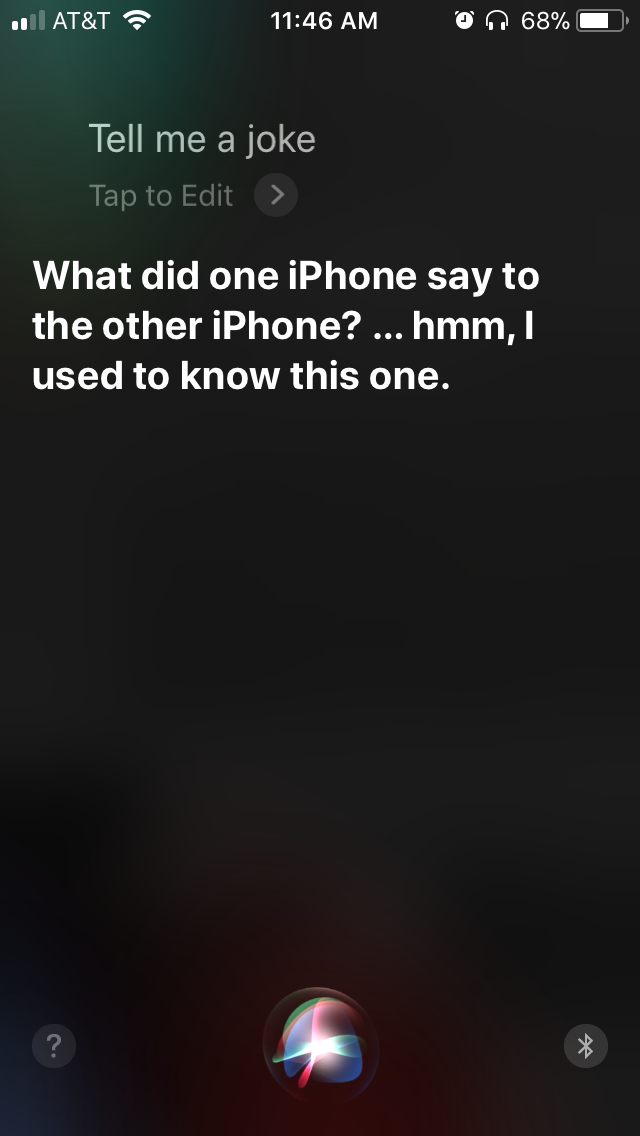 AT&T 11:46 AM 68%
Tell me a joke
Tap to Edit
What did one iPhone say to
the other iPhone? ... hmm, I
used to know this one.
?